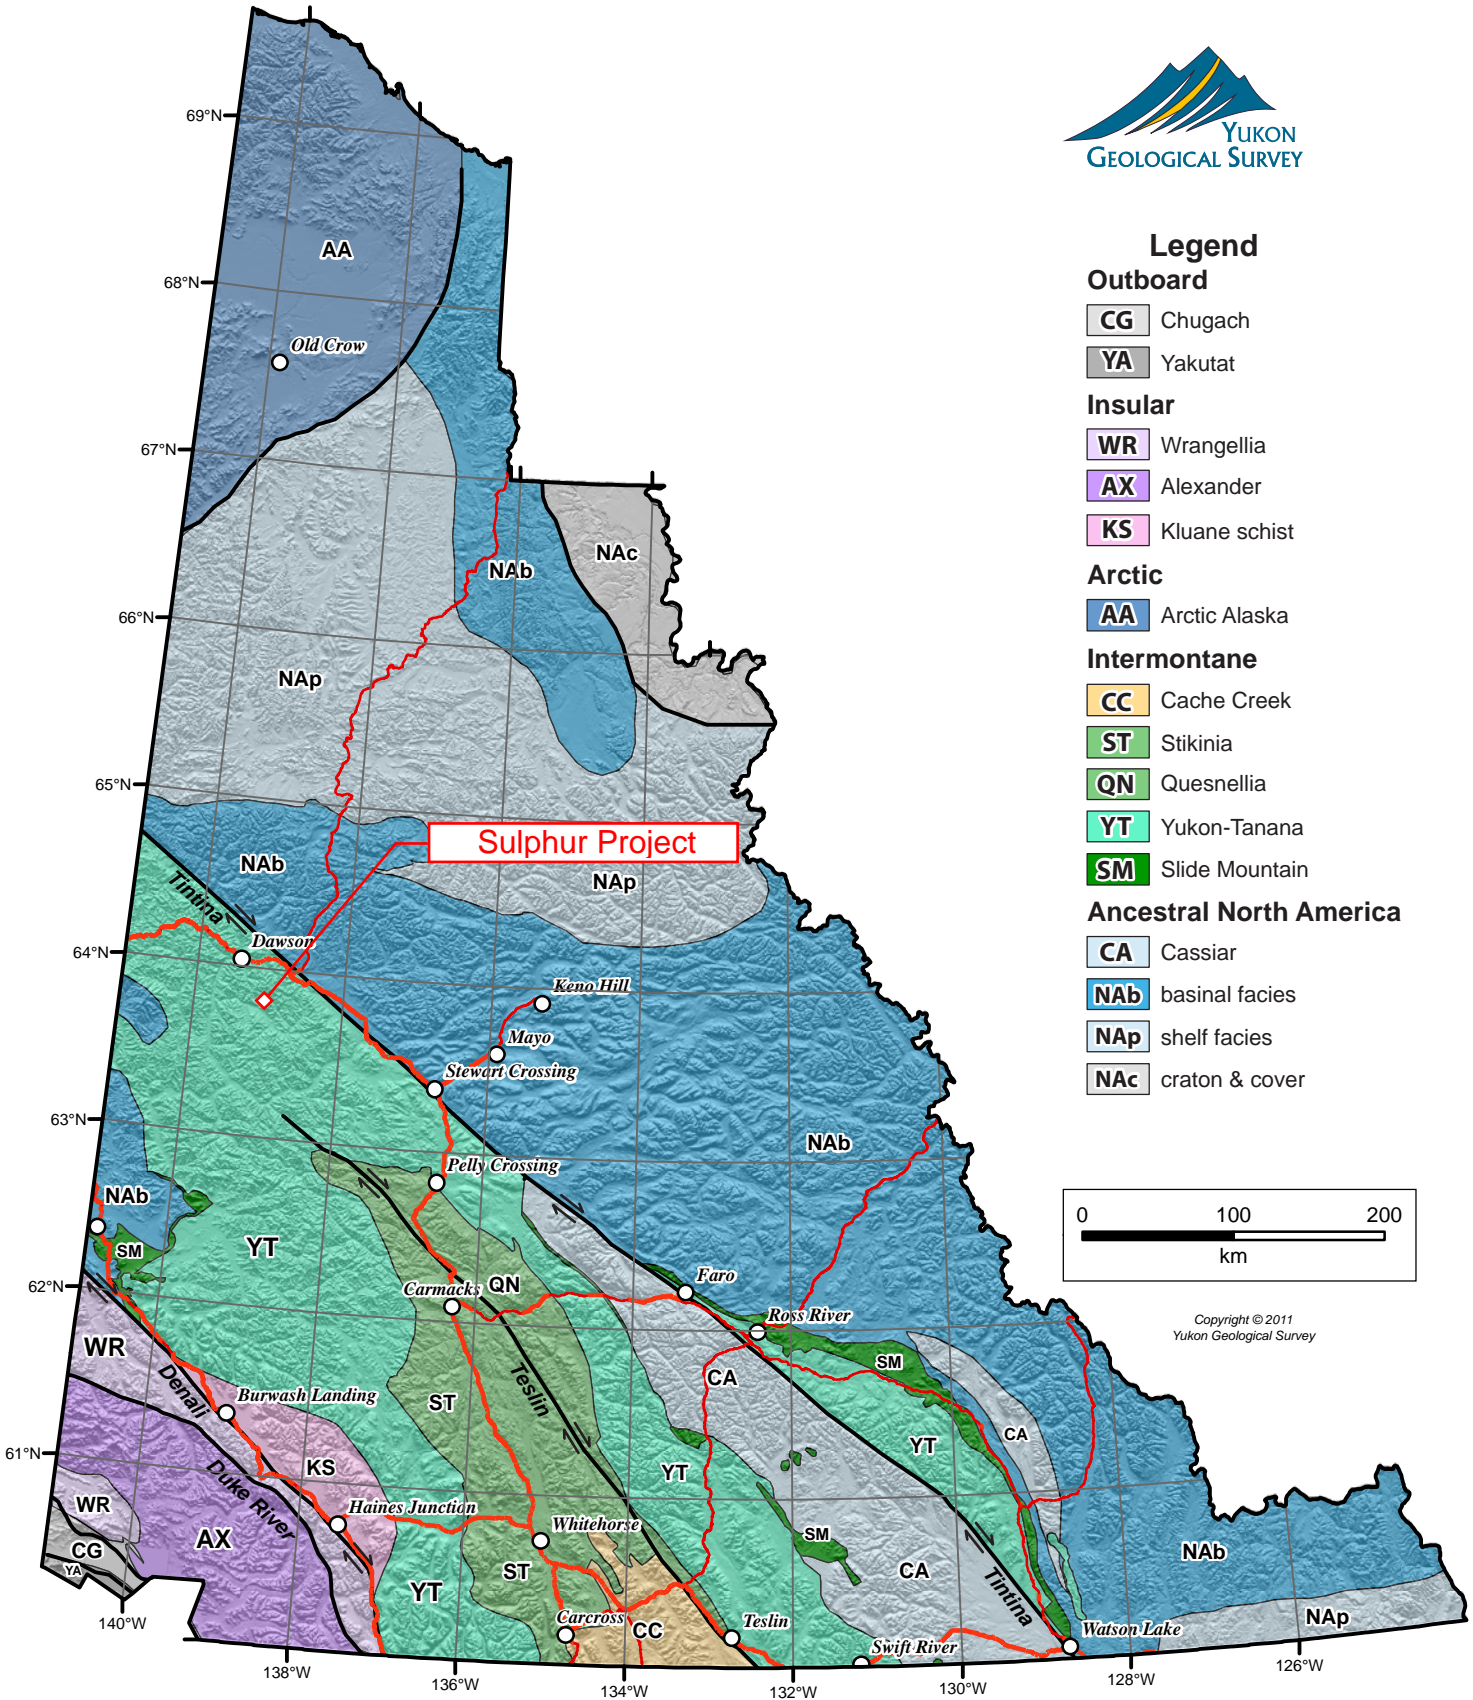 YUKON
GEOLOGICAL SURVEY
Legend
Outboard
CG Chugach
YA Yakutat
Insular
WR Wrangellia
AX Alexander
KS Kluane schist
Arctic
AA Arctic Alaska
Intermontane
CC Cache Creek
ST Stikinia
QN Quesnellia
YT Yukon-Tanana
SM Slide Mountain
Ancestral North America
CA Cassiar
NAb basinal facies
NAp shelf facies
NAc craton & cover
0 100 200
km
Copyright © 2011
Yukon Geological Survey
69°N
AA
68°N
Old Crow
67°N
NAc
NAb
66°N
NAp
65°N
Sulphur Project
NAb
NAp
Tintina
Dawson
64°N
Keno Hill
Mayo
Stewart Crossing
63°N
NAb
Pelly Crossing
NAb
YT
SM
62°N
Faro
QN
Carmacks
Ross River
WR
SM
Denali
CA
Teslin
Burwash Landing
ST
CA
61°N
YT
KS
YT
Duke River
WR
Haines Junction
Whitehorse
SM
AX
CG
YA
NAb
ST
CA
YT
Tintina
140°W
Carcross
CC
Teslin
Swift River
Watson Lake
NAp
138°W
136°W
134°W
132°W
130°W
128°W
126°W